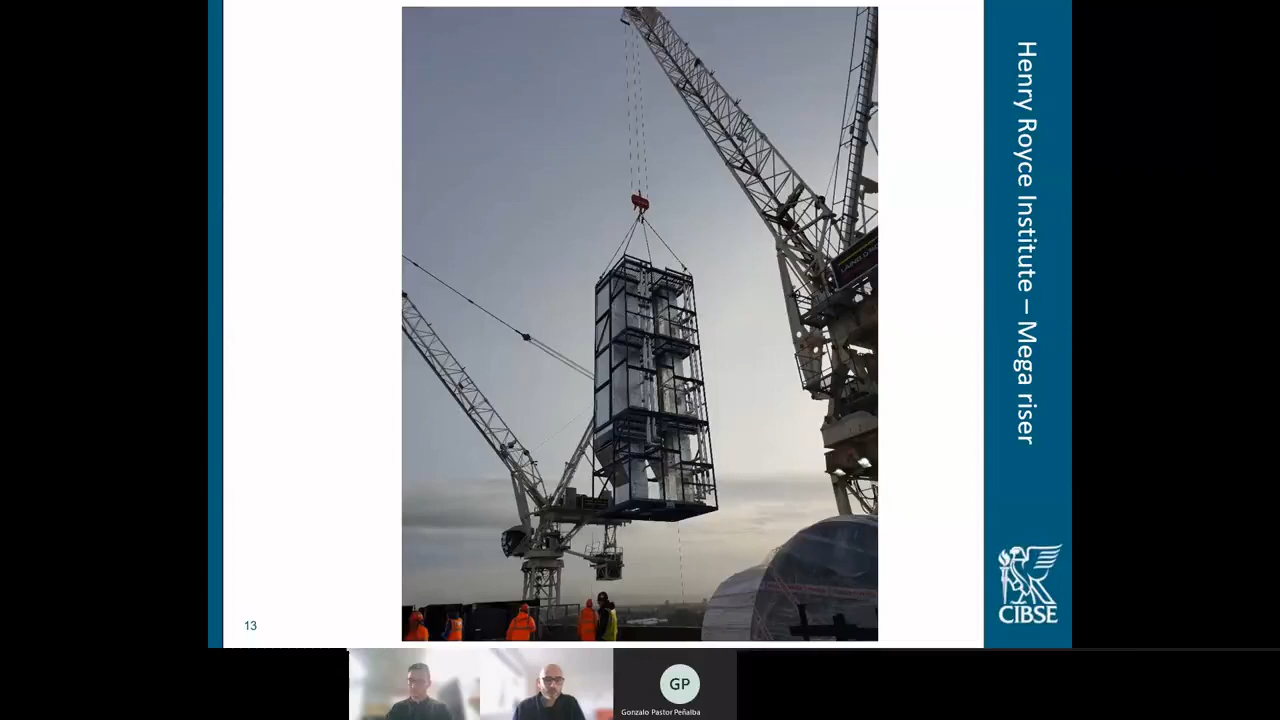 Henry Royce Institute – Mega riser
CIBSE
13
GP
Gonzalo Pastor Peñalba